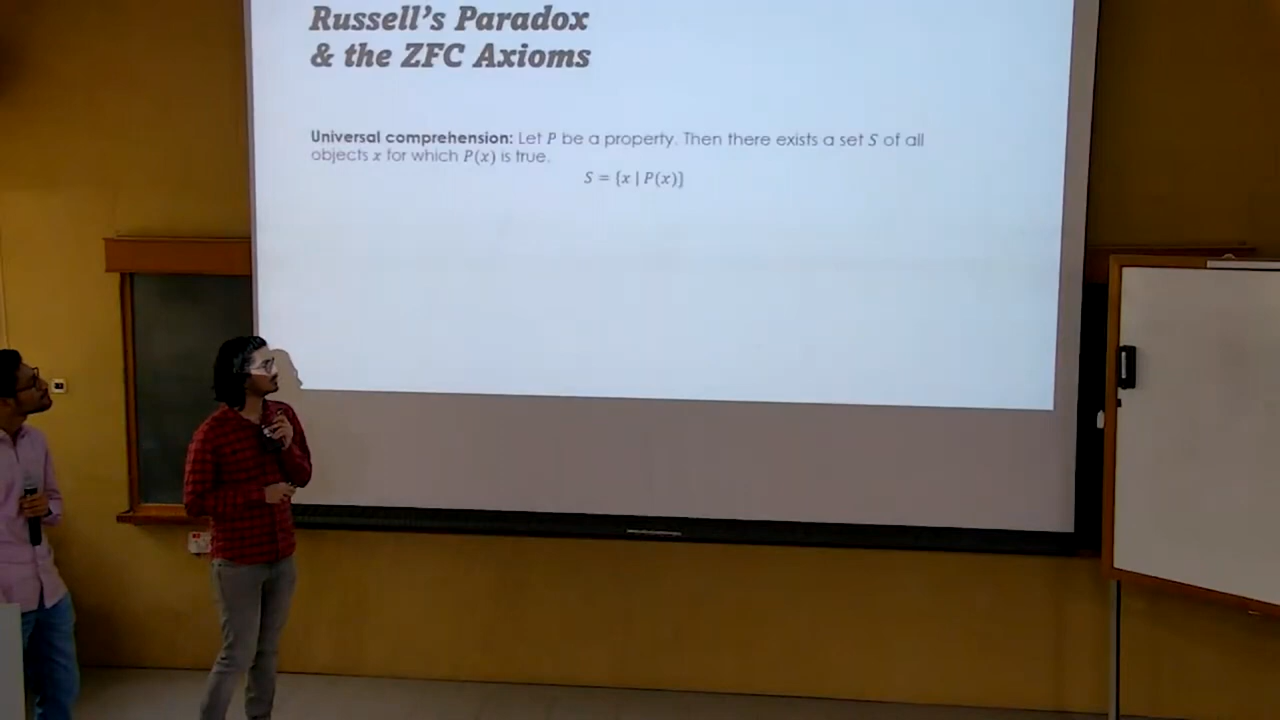 Russell's Paradox
& the ZFC Axioms
Universal comprehension: Let P be a property. Then there exists a set S of all
objects x for which P(x) is true.
S = {x | P(x)}